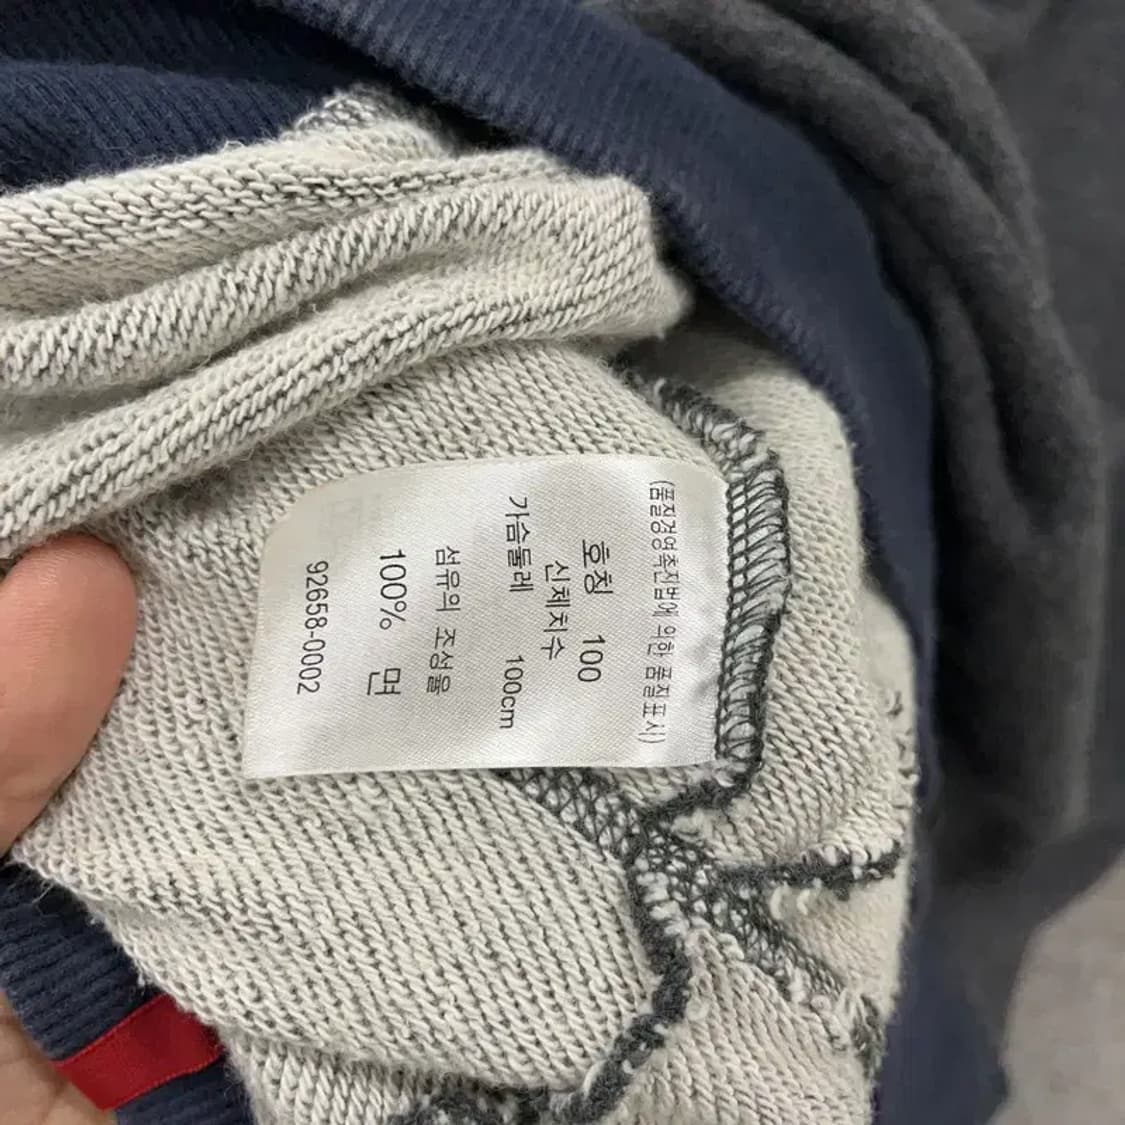 (품질경영촉진법에 위한 품질표시)
호칭 100
신체치수
가슴둘레 100cm
섬유의 조성율
100% 면
92658-0002